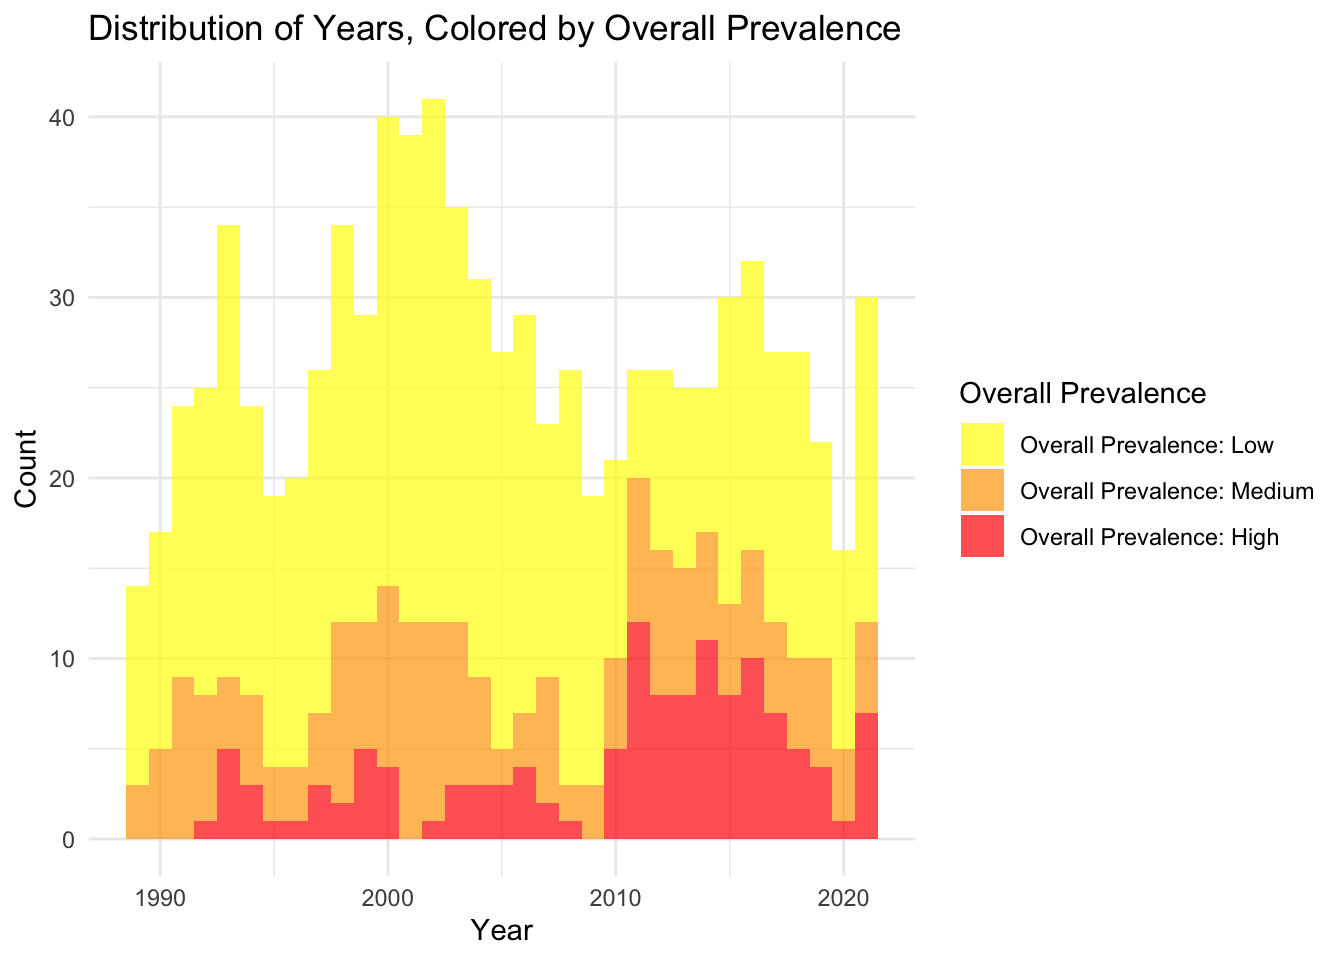 Distribution of Years, Colored by Overall Prevalence
40
30
20
10
0
Count
1990
2000
2010
2020
Year
Overall Prevalence
Overall Prevalence: Low
Overall Prevalence: Medium
Overall Prevalence: High